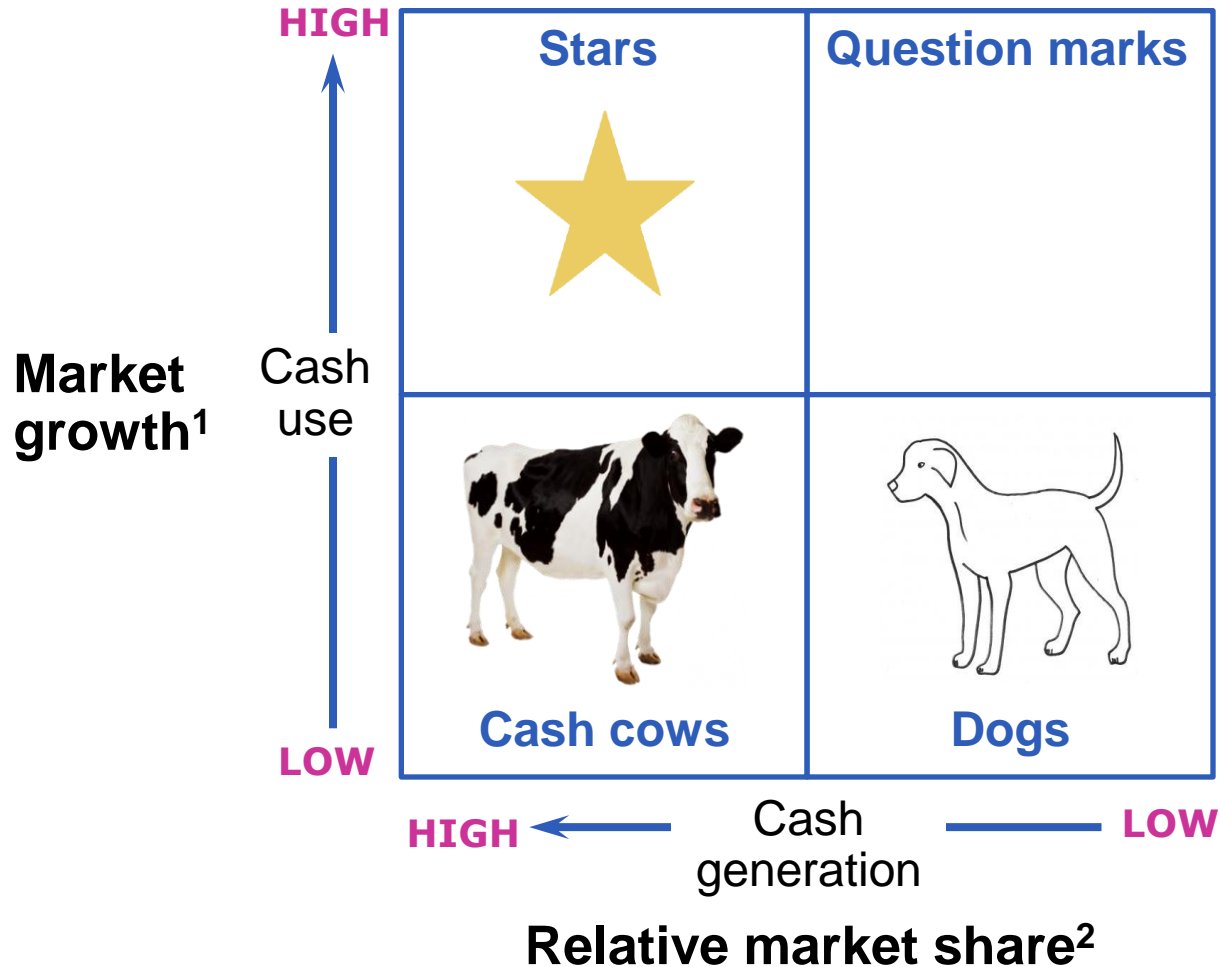 HIGH
Stars
Question marks
Market
growth¹
Cash
use
Cash cows
Dogs
LOW
HIGH
Cash
generation
LOW
Relative market share²